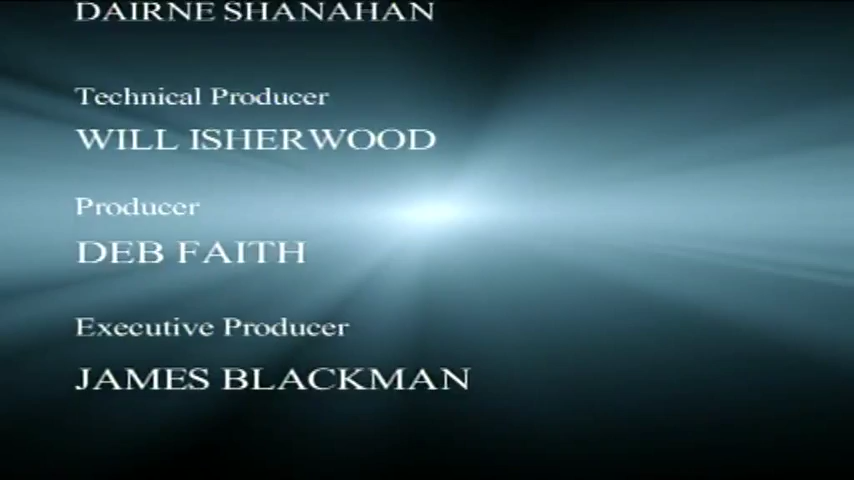 DAIRNE SHANAHAN
Technical Producer
WILL ISHERWOOD
Producer
DEB FAITH
Executive Producer
JAMES BLACKMAN